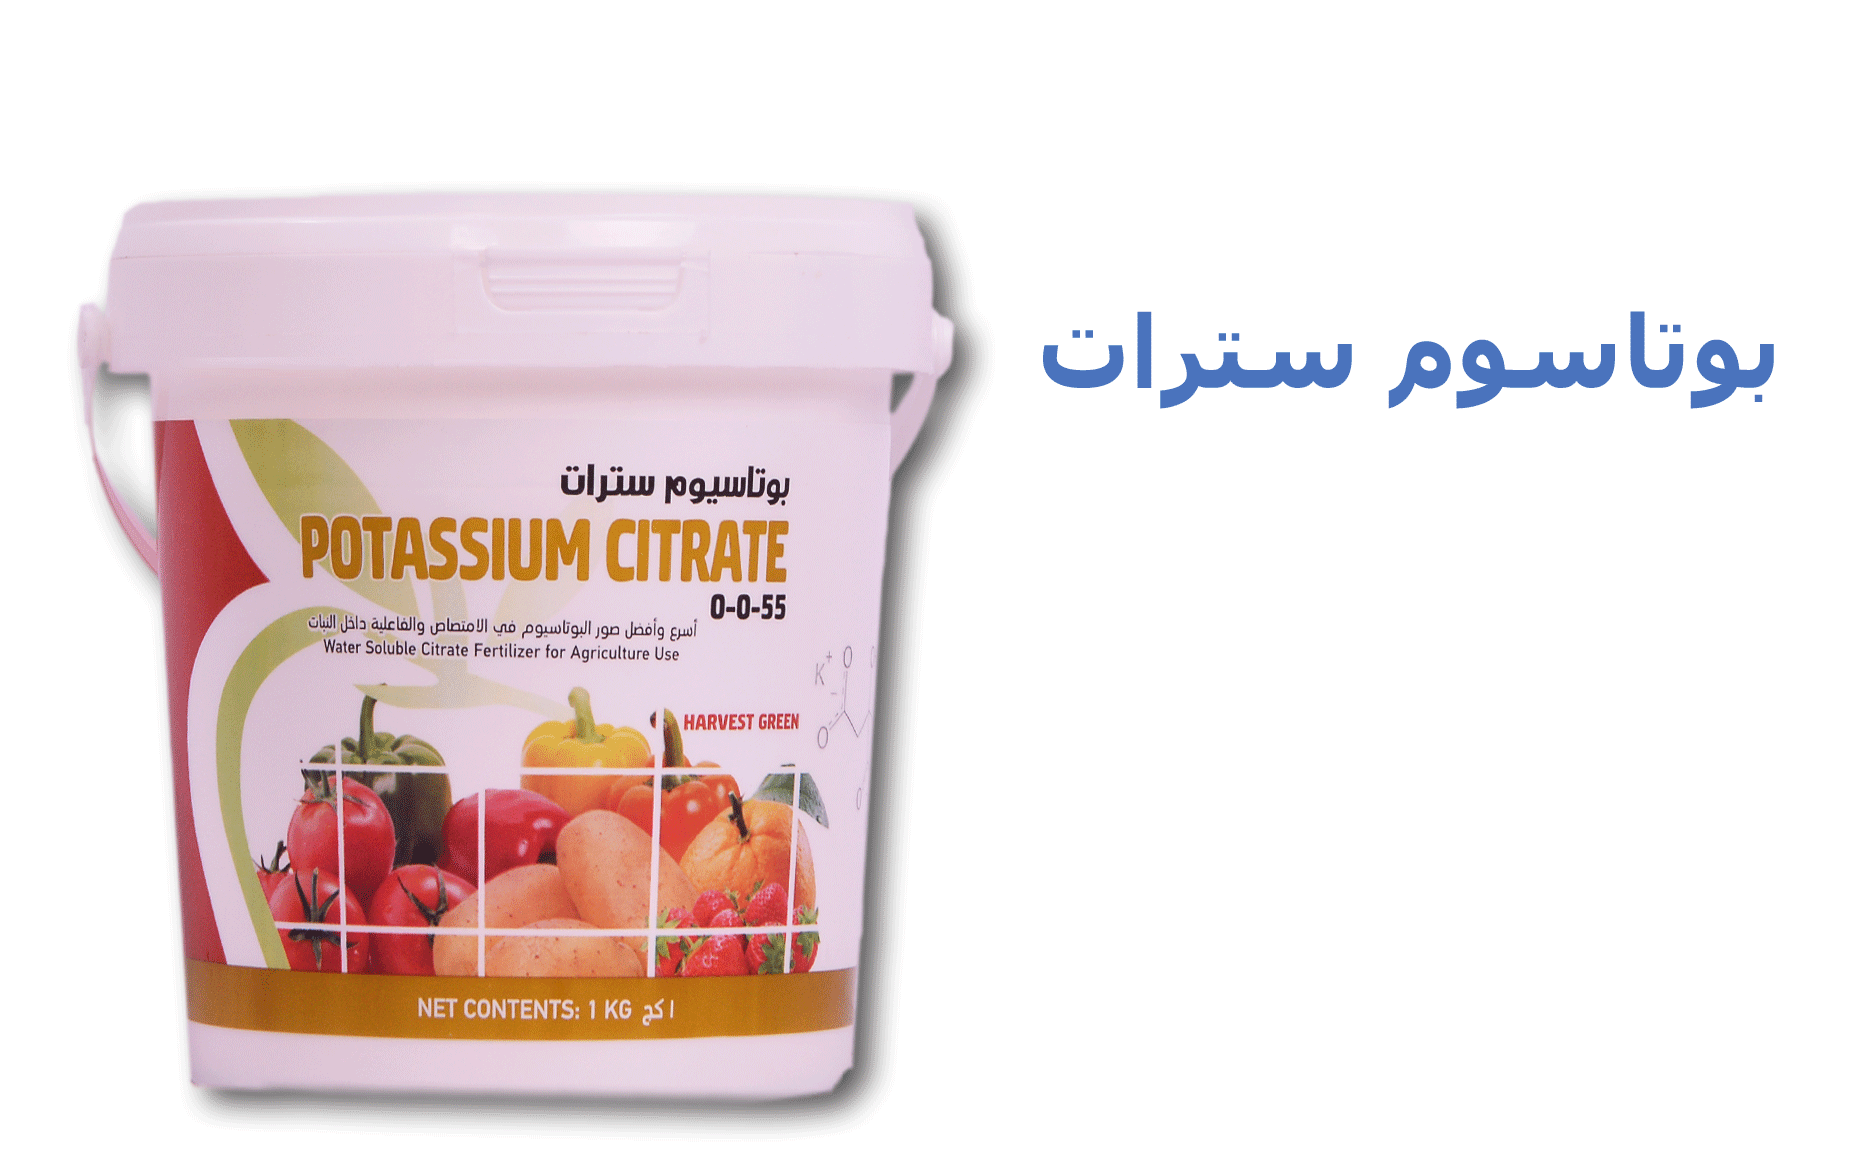 بوتاسوم سترات
بوتاسيوم سترات
POTASSIUM CITRATE
0-0-55
أسرع وأفضل صور البوتاسيوم في الامتصاص والفاعلية داخل النبات
Water Soluble Citrate Fertilizer for Agriculture Use
K+
O
O
O
HARVEST GREEN
NET CONTENTS: 1 KG ١ كج